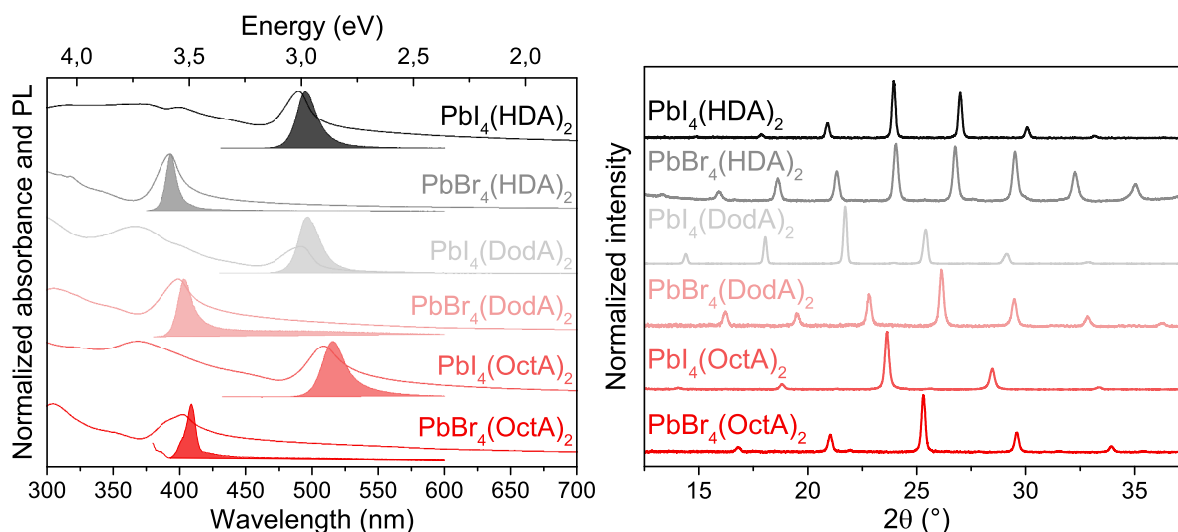 Energy (eV)
4,0 3,5 3,0 2,5 2,0
Normalized absorbance and PL
PbI₄(HDA)₂
PbBr₄(HDA)₂
PbI₄(DodA)₂
PbBr₄(DodA)₂
PbI₄(OctA)₂
PbBr₄(OctA)₂
300 350 400 450 500 550 600 650 700
Wavelength (nm)
Normalized intensity
PbI₄(HDA)₂
PbBr₄(HDA)₂
PbI₄(DodA)₂
PbBr₄(DodA)₂
PbI₄(OctA)₂
PbBr₄(OctA)₂
15 20 25 30 35
2θ (°)